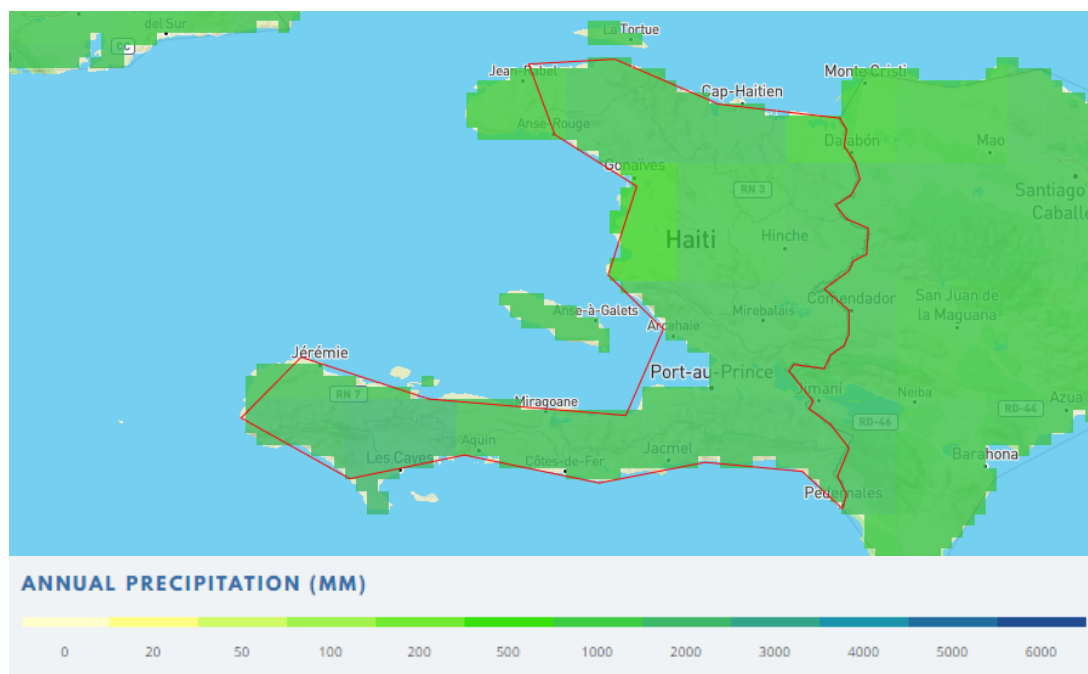 del Sur
CC
La Tortue
Jean-Rabel
Monte Cristi
Cap-Haitien
Anse-Rouge
Dajabón
Mao
Gonaïves
RN 3
Santiago
Caballe
Haiti
Hinche
Comendador
San Juan de
la Maguana
Anse-à-Galets
Mirebalais
Arcahaie
Jérémie
Port-au-Prince
RN 7
Jimaní
Neiba
Miragoane
RD-44
Azua
RD-46
Aquin
Jacmel
Les Cayes
Côtes-de-Fer
Barahona
Pedernales
ANNUAL PRECIPITATION (MM)
0 20 50 100 200 500 1000 2000 3000 4000 5000 6000